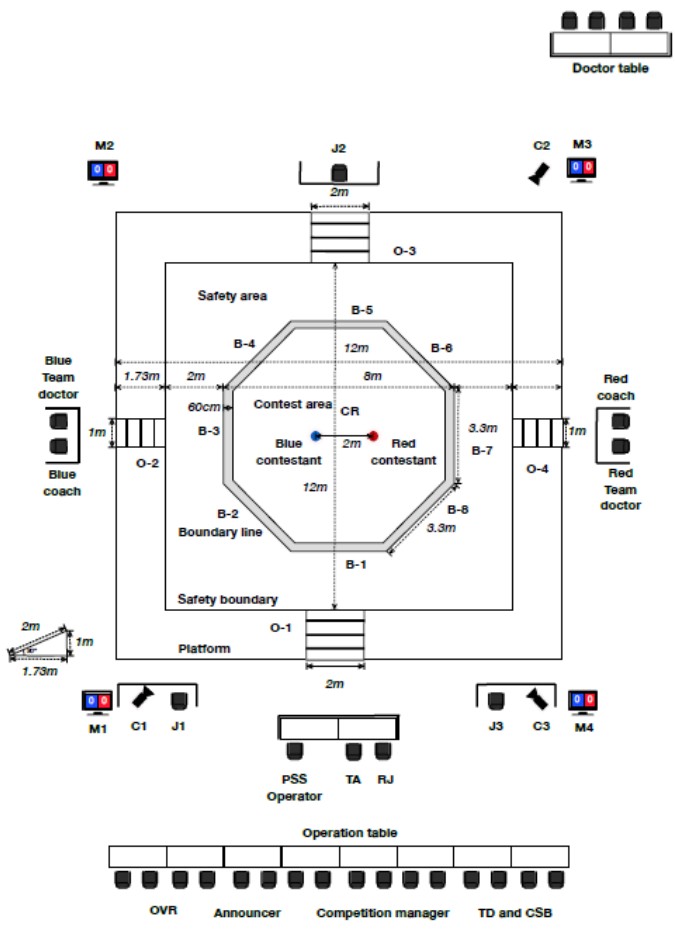 Doctor table
M2
J2
C2
M3
0 0
0 0
2m
O-3
Safety area
B-5
B-4
B-6
12m
Blue
Team
doctor
1.73m
2m
8m
Red
coach
60cm
Contest area
CR
1m
B-3
3.3m
1m
Blue
contestant
2m
Red
contestant
B-7
O-2
O-4
Blue
coach
12m
Red
Team
doctor
B-2
B-8
Boundary line
3.3m
B-1
Safety boundary
O-1
2m
1m
Platform
1.73m
2m
0 0
0 0
M1
C1
J1
J3
C3
M4
PSS
Operator
TA
RJ
Operation table
OVR
Announcer
Competition manager
TD and CSB